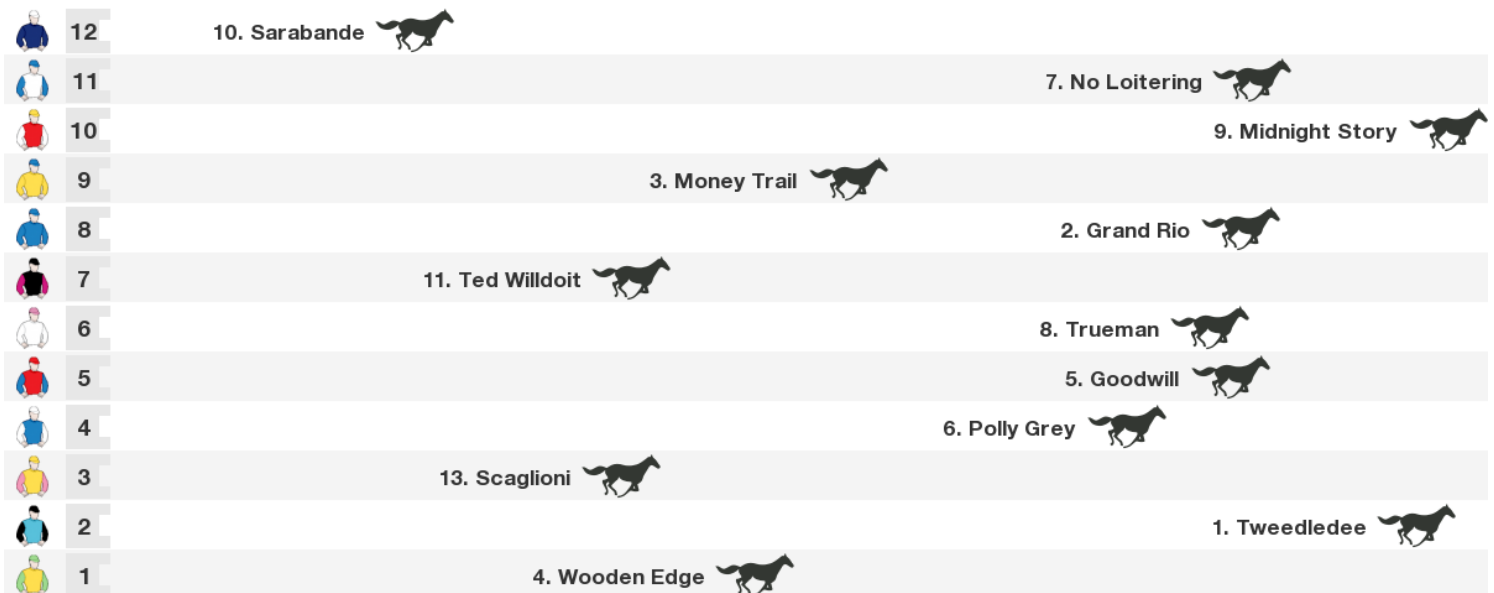 12 10. Sarabande
11 7. No Loitering
10 9. Midnight Story
9 3. Money Trail
8 2. Grand Rio
7 11. Ted Willdoit
6 8. Trueman
5 5. Goodwill
4 6. Polly Grey
3 13. Scaglioni
2 1. Tweedledee
1 4. Wooden Edge